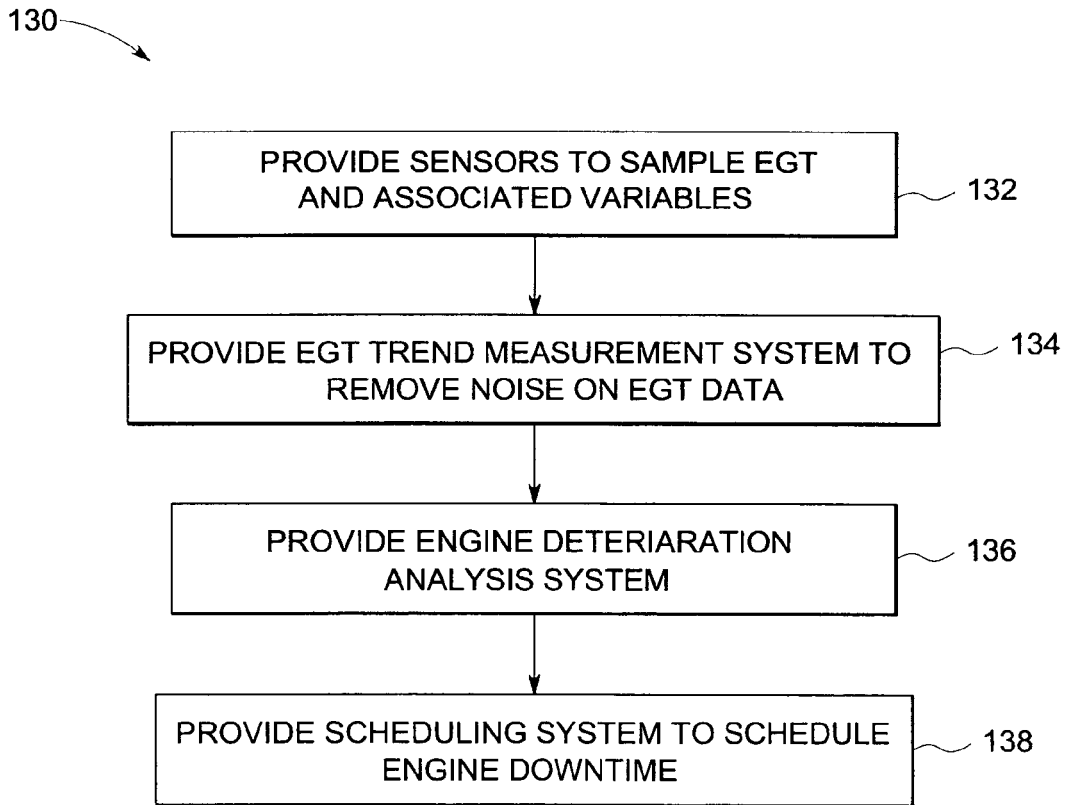 130
PROVIDE SENSORS TO SAMPLE EGT
AND ASSOCIATED VARIABLES
132
PROVIDE EGT TREND MEASUREMENT SYSTEM TO
REMOVE NOISE ON EGT DATA
134
PROVIDE ENGINE DETERIARATION
ANALYSIS SYSTEM
136
PROVIDE SCHEDULING SYSTEM TO SCHEDULE
ENGINE DOWNTIME
138